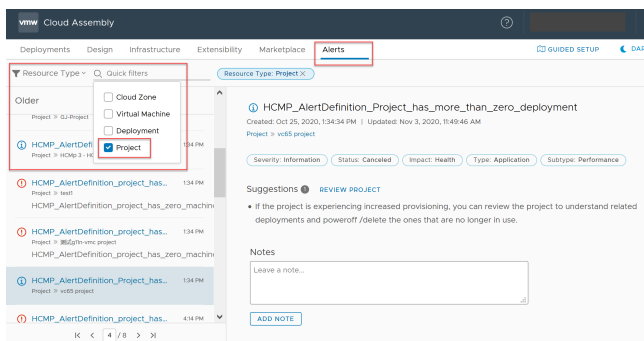 vmw Cloud Assembly
Deployments Design Infrastructure Extensibility Marketplace Alerts GUIDED SETUP
Resource Type Quick filters Resource Type: Project ×
Cloud Zone
Virtual Machine
Deployment
Project
Older
Project » GJ-Project
HCMP_AlertDefi 1:34 PM
Project » HCMp 3 - HC
HCMP_AlertDefinition_project_has... 1:34 PM
Project » test1
HCMP_AlertDefinition_project_has_zero_machin
HCMP_AlertDefinition_project_has... 1:34 PM
HCMP_AlertDefinition_project_has_zero_machin
HCMP_AlertDefinition_Project_has... 1:34 PM
Project » vc65 project
HCMP_AlertDefinition_project_has... 4:14 PM
4 / 8
HCMP_AlertDefinition_Project_has_more_than_zero_deployment
Created: Oct 25, 2020, 1:34:34 PM | Updated: Nov 3, 2020, 11:49:46 AM
Project » vc65 project
Severity: Information Status: Canceled Impact: Health Type: Application Subtype: Performance
Suggestions REVIEW PROJECT
• If the project is experiencing increased provisioning, you can review the project to understand related
deployments and poweroff /delete the ones that are no longer in use.
Notes
Leave a note...
ADD NOTE